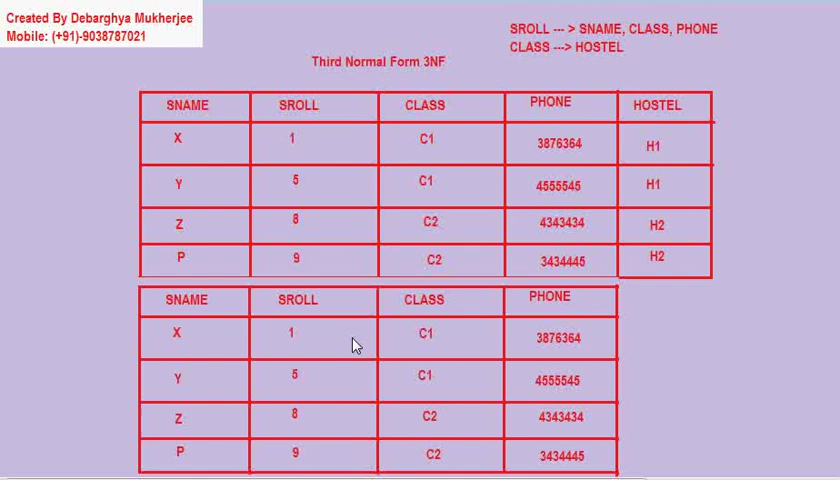 Created By Debarghya Mukherjee
Mobile: (+91)-9038787021
SROLL --- > SNAME, CLASS, PHONE
CLASS ---> HOSTEL
Third Normal Form 3NF
SNAME SROLL CLASS PHONE HOSTEL
X 1 C1 3876364 H1
Y 5 C1 4555545 H1
Z 8 C2 4343434 H2
P 9 C2 3434445 H2
SNAME SROLL CLASS PHONE
X 1 C1 3876364
Y 5 C1 4555545
Z 8 C2 4343434
P 9 C2 3434445